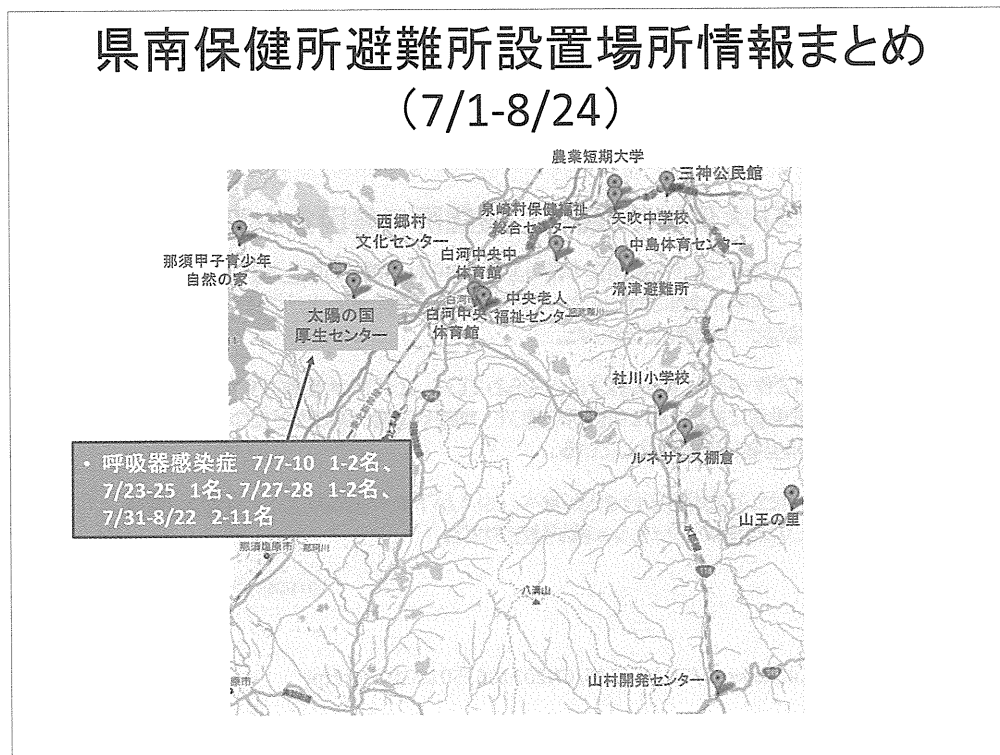 県南保健所避難所設置場所情報まとめ
（7/1-8/24）
農業短期大学
三神公民館
泉崎村保健福祉
総合センター
矢吹中学校
西郷村
文化センター
中島体育センター
那須甲子青少年
自然の家
白河中央中
体育館
滑津避難所
太陽の国
厚生センター
白河中央
体育館
中央老人
福祉センター
社川小学校
ルネサンス棚倉
・ 呼吸器感染症 7/7-10 1-2名、
7/23-25 1名、7/27-28 1-2名、
7/31-8/22 2-11名
山王の里
那須塩原市
那珂川
八溝山
118
山村開発センター